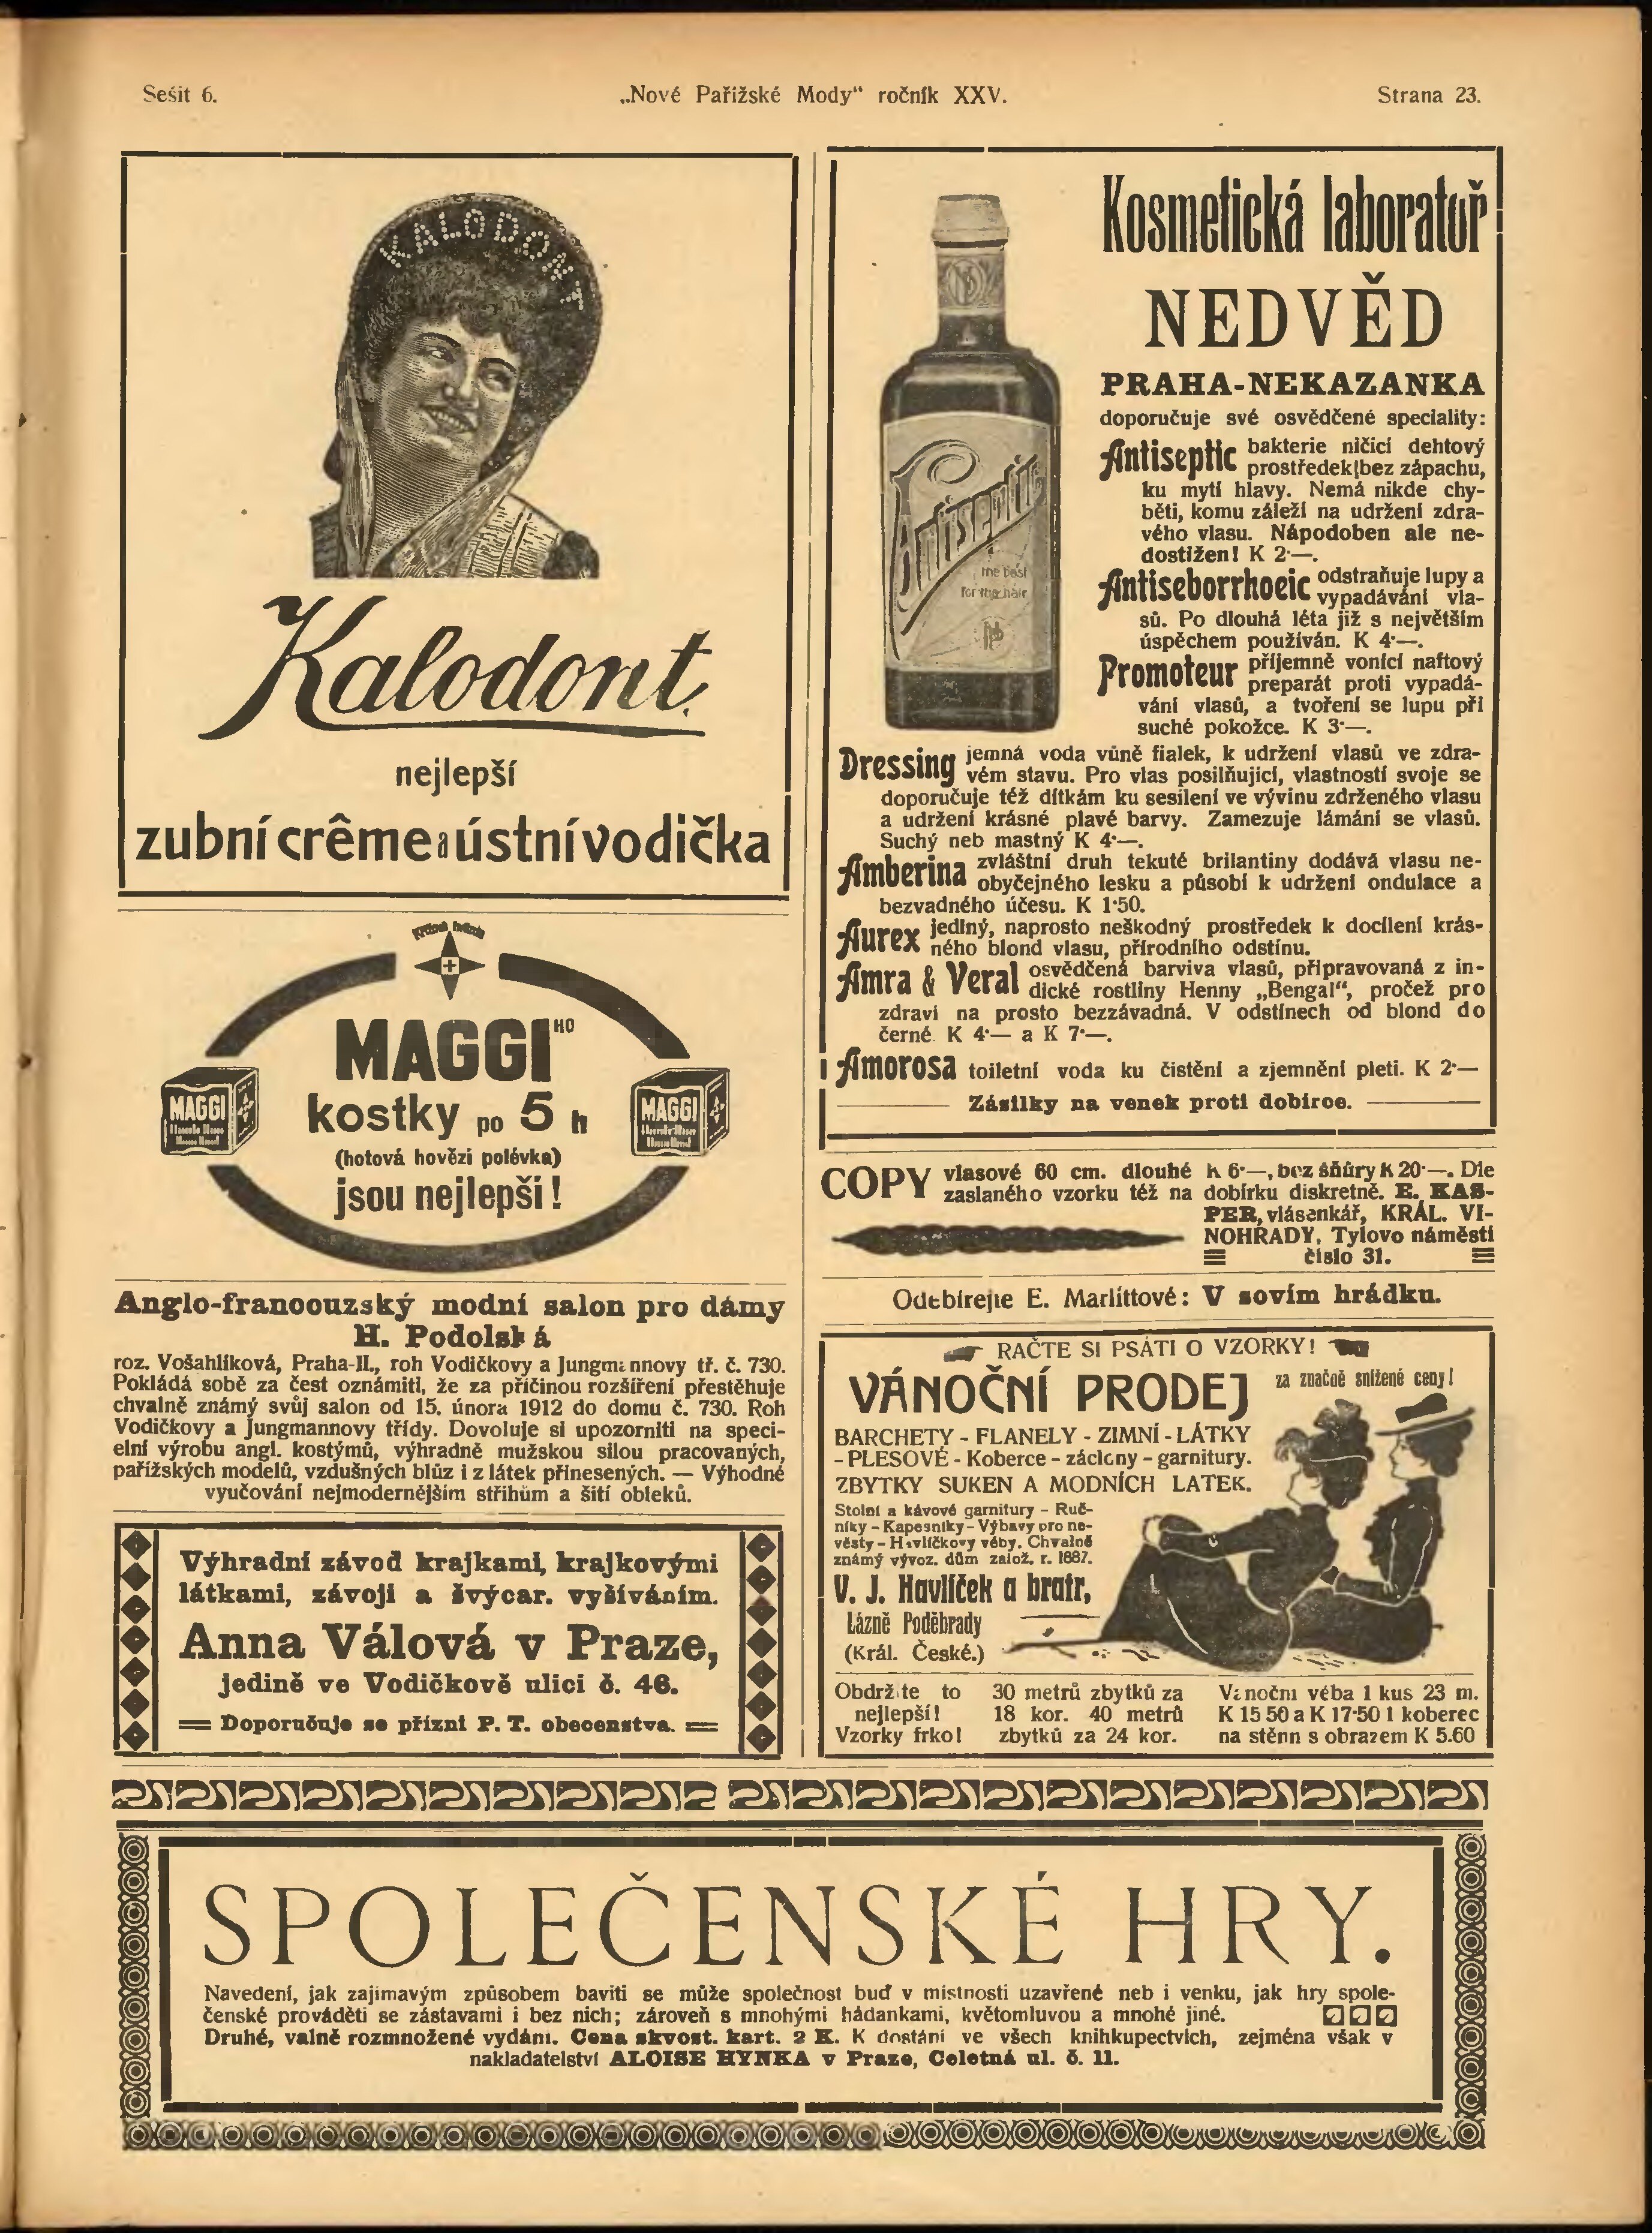 Sešit 6.
„Nové Pařížské Mody“ ročník XXV.
Strana 23.
KALODONT
Kalodont
nejlepší
zubní crême a ústní vodička
MAGGI HO
kostky po 5 h
(hotová hovězí polévka)
jsou nejlepší!
MAGGI
MAGGI
Anglo-francouzský modní salon pro dámy
H. Podolská
roz. Vošahlíková, Praha-II., roh Vodičkovy a Jungmannovy tř. č. 730.
Pokládá sobě za čest oznámiti, že za příčinou rozšíření přestěhuje
chvalně známý svůj salon od 15. února 1912 do domu č. 730. Roh
Vodičkovy a Jungmannovy třídy. Dovoluje si upozorniti na speci-
elní výrobu angl. kostýmů, výhradně mužskou silou pracovaných,
pařížských modelů, vzdušných blůz i z látek přinesených. — Výhodné
vyučování nejmodernějším střihům a šití obleků.
Výhradní závod krajkami, krajkovými
látkami, závoji a švýcar. vyšíváním.
Anna Válová v Praze,
jedině ve Vodičkově ulici č. 46.
Doporučuje se přízni P. T. obecenstva.
Kosmetická laboratoř
NEDVĚD
PRAHA-NEKAZANKA
doporučuje své osvědčené speciality:
Antiseptic
the best
for the hair
Antiseptic bakterie ničící dehtový
prostředek bez zápachu,
ku mytí hlavy. Nemá nikde chy-
běti, komu záleží na udržení zdra-
vého vlasu. Nápodoben ale ne-
dostižen! K 2·—.
Antiseborrhoeic odstraňuje lupy a
vypadávání vla-
sů. Po dlouhá léta již s největším
úspěchem používán. K 4·—.
Promoteur příjemně vonící naftový
preparát proti vypadá-
vání vlasů, a tvoření se lupu při
suché pokožce. K 3·—.
Dressing jemná voda vůně fialek, k udržení vlasů ve zdra-
vém stavu. Pro vlas posilňující, vlastností svoje se
doporučuje též dítkám ku sesílení ve vývinu zdrženého vlasu
a udržení krásné plavé barvy. Zamezuje lámání se vlasů.
Suchý neb mastný K 4·—.
Amberina zvláštní druh tekuté brilantiny dodává vlasu ne-
obyčejného lesku a působí k udržení ondulace a
bezvadného účesu. K 1·50.
Aurex jediný, naprosto neškodný prostředek k docílení krás-
ného blond vlasu, přírodního odstínu.
Amra & Veral osvědčená barviva vlasů, připravovaná z in-
dické rostliny Henny „Bengal“, pročež pro
zdraví na prosto bezzávadná. V odstínech od blond do
černé. K 4·— a K 7·—.
Amorosa toiletní voda ku čistění a zjemnění pleti. K 2·—
Zásilky na venek proti dobírce.
COPY vlasové 60 cm. dlouhé K 6·—, bez šňůry K 20·—. Dle
zaslaného vzorku též na dobírku diskretně. E. KAS-
PER, vlásenkář, KRÁL. VI-
NOHRADY, Tylovo náměstí
číslo 31.
Odebírejte E. Marlittové: V sovím hrádku.
RAČTE SI PSÁTI O VZORKY!
VÁNOČNÍ PRODEJ za značně snížené ceny!
BARCHETY - FLANELY - ZIMNÍ - LÁTKY
- PLESOVÉ - Koberce - záclony - garnitury.
ZBYTKY SUKEN A MODNÍCH LATEK.
Stolní a kávové garnitury - Ruč-
níky - Kapesníky - Výbavy pro ne-
věsty - Havlíčkovy véby. Chvalně
známý vývoz. dům založ. r. 1887.
V. J. Havlíček a bratr,
lázně Poděbrady
(Král. České.)
Obdržíte to
nejlepší!
Vzorky frko!
30 metrů zbytků za
18 kor. 40 metrů
zbytků za 24 kor.
Vánoční véba 1 kus 23 m.
K 15 50 a K 17·50 1 koberec
na stěnn s obrazem K 5.60
SPOLEČENSKÉ HRY.
Navedení, jak zajímavým způsobem baviti se může společnost buď v místnosti uzavřené neb i venku, jak hry spole-
čenské prováděti se zástavami i bez nich; zároveň s mnohými hádankami, květomluvou a mnohé jiné.
Druhé, valně rozmnožené vydání. Cena skvost. kart. 2 K. K dostání ve všech knihkupectvích, zejména však v
nakladatelství ALOISE HYNKA v Praze, Celetná ul. č. 11.